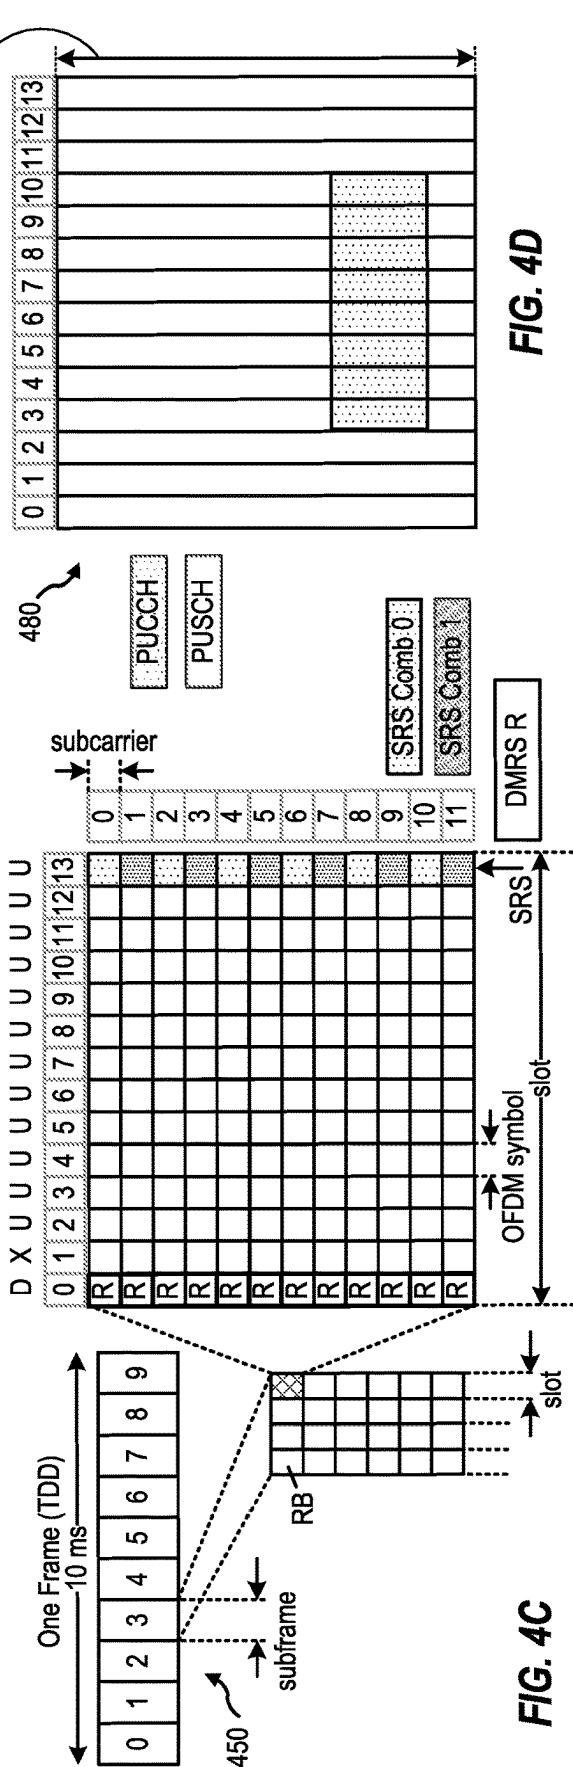 One Frame (TDD)
10 ms
0 1 2 3 4 5 6 7 8 9
subframe
450
RB
slot
D X U U U U U U U U U U U U
0 1 2 3 4 5 6 7 8 9 10 11 12 13
R
R
R
R
R
R
R
R
R
R
R
R
OFDM symbol
slot
SRS
subcarrier
0
1
2
3
4
5
6
7
8
9
10
11
SRS Comb 0
SRS Comb 1
DMRS R
FIG. 4C
480
PUCCH
PUSCH
0 1 2 3 4 5 6 7 8 9 10 11 12 13
FIG. 4D